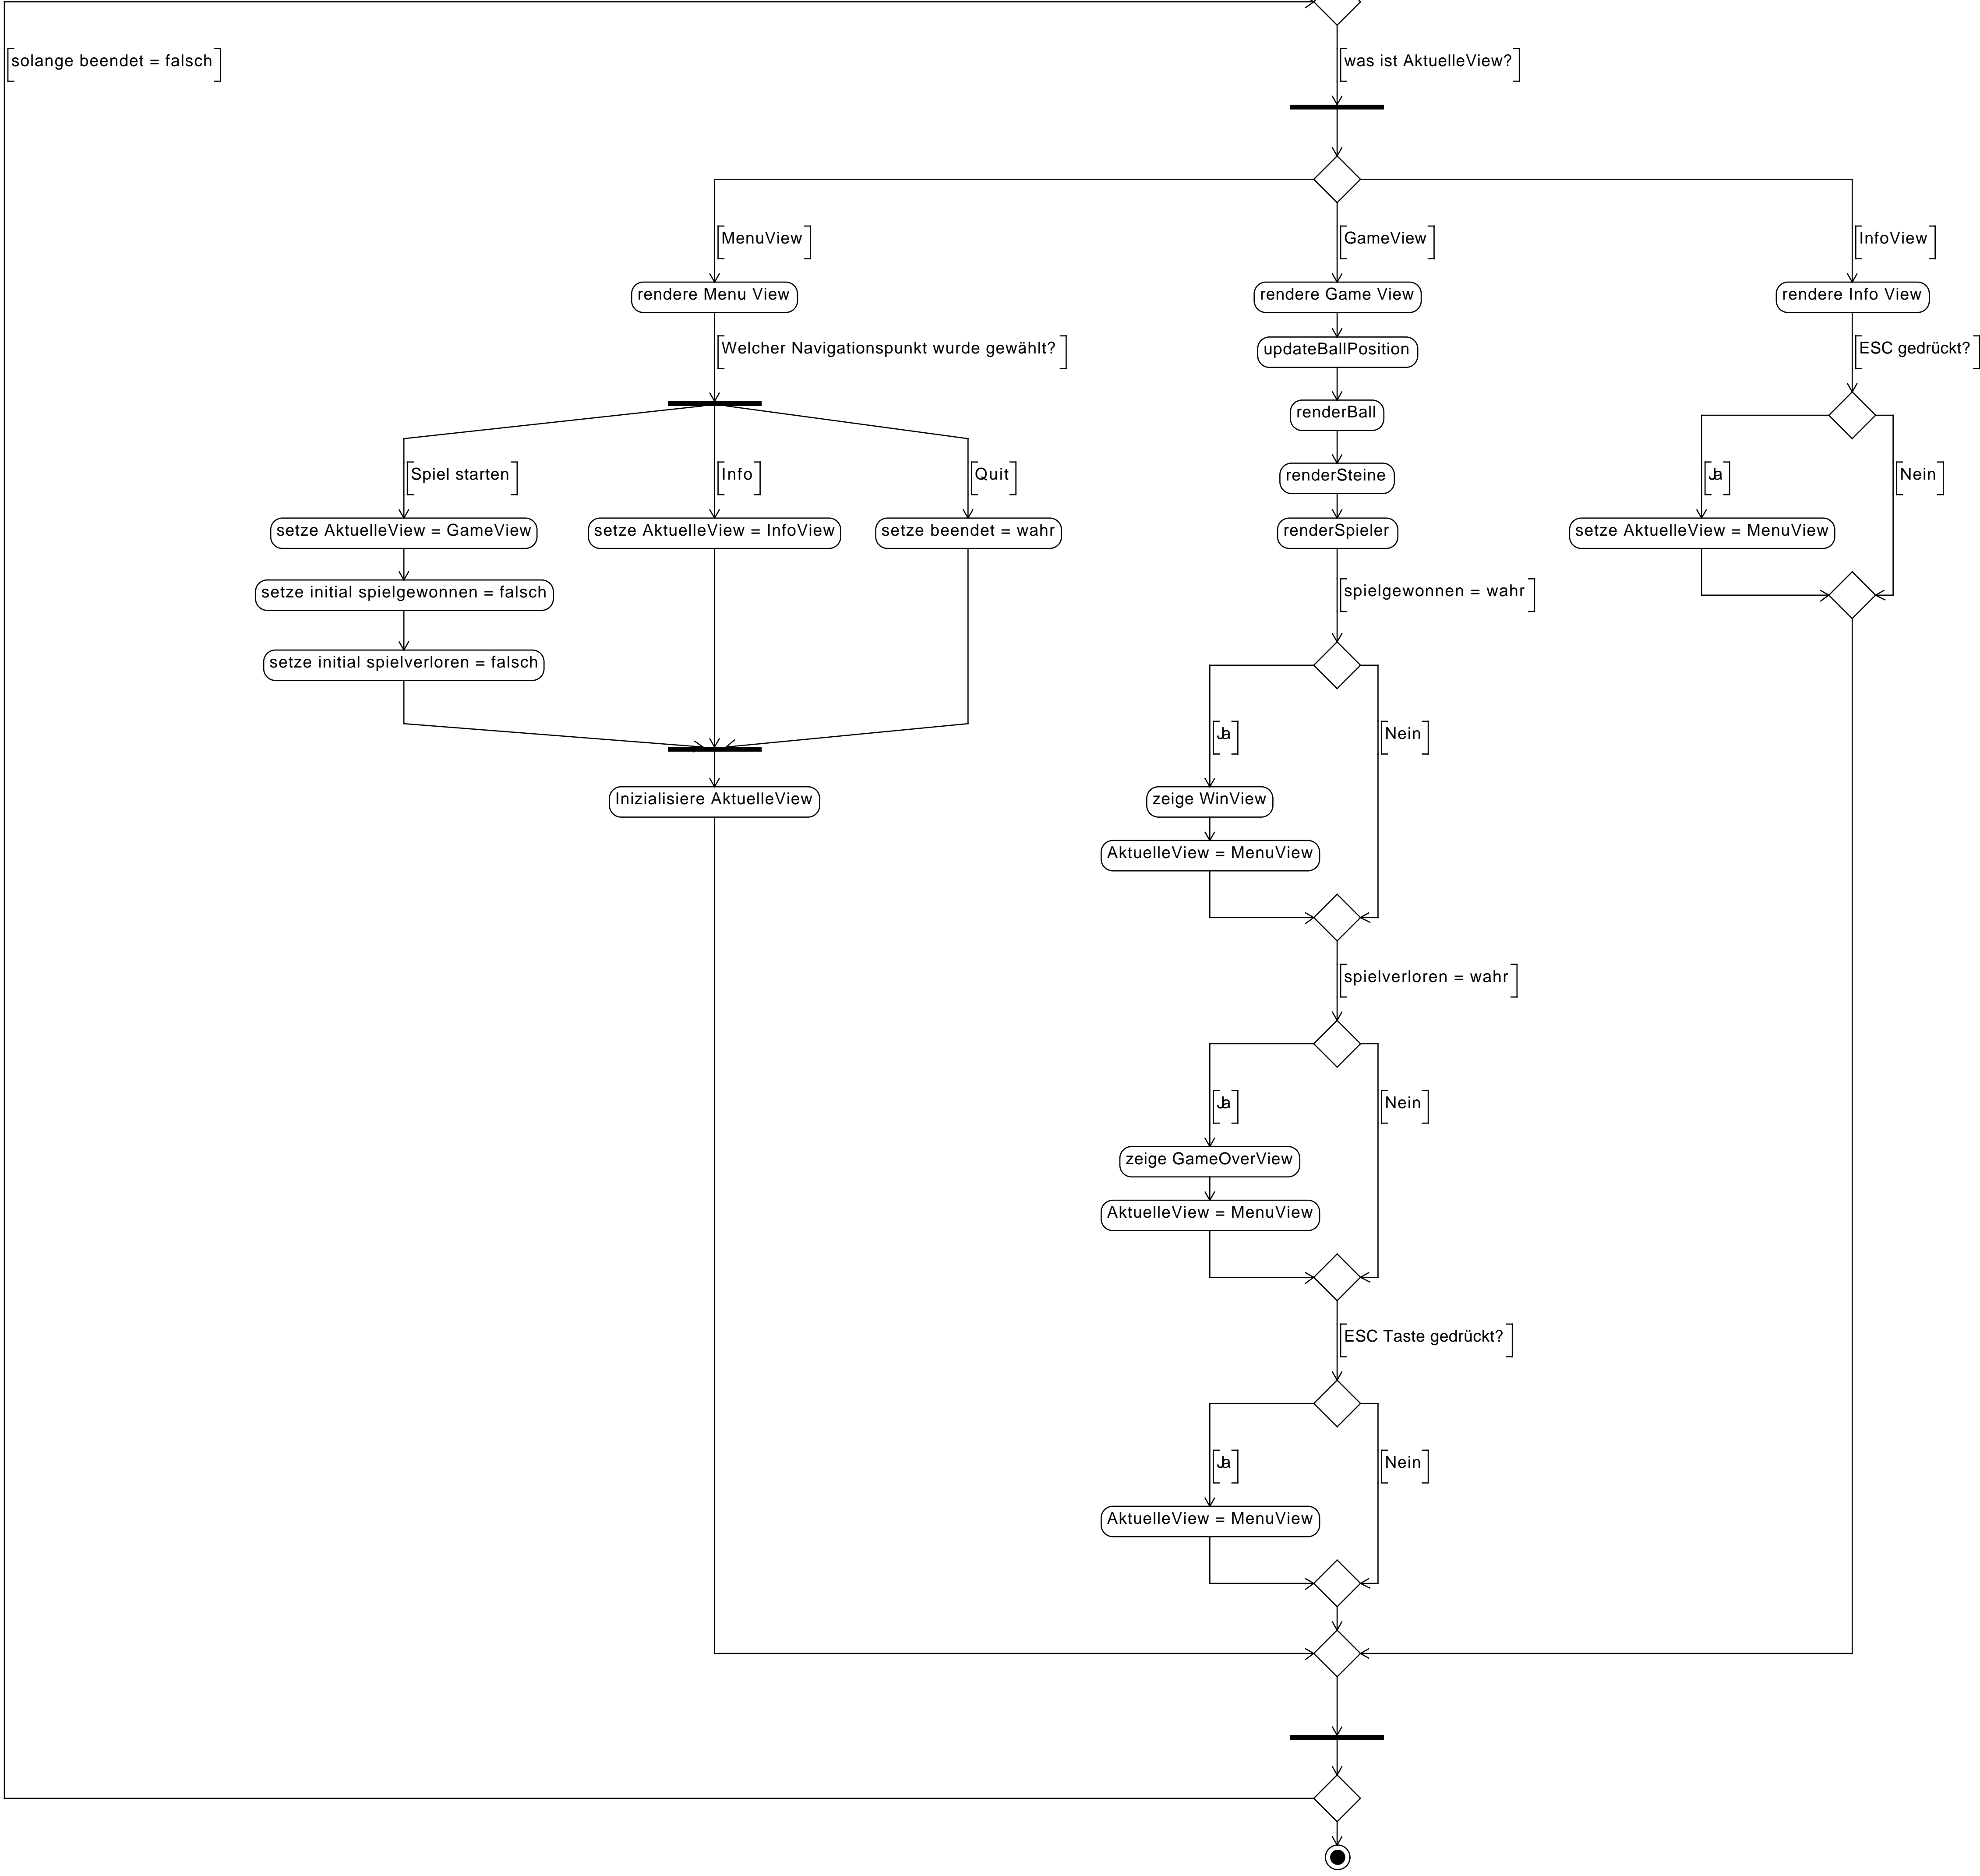 [solange beendet = falsch]
[was ist AktuelleView?]
[MenuView]
[GameView]
[InfoView]
rendere Menu View
rendere Game View
rendere Info View
[Welcher Navigationspunkt wurde gewählt?]
updateBallPosition
[ESC gedrückt?]
renderBall
[Spiel starten]
[Info]
[Quit]
renderSteine
[Ja]
[Nein]
setze AktuelleView = GameView
setze AktuelleView = InfoView
setze beendet = wahr
renderSpieler
setze AktuelleView = MenuView
setze initial spielgewonnen = falsch
[spielgewonnen = wahr]
setze initial spielverloren = falsch
[Ja]
[Nein]
Inizialisiere AktuelleView
zeige WinView
AktuelleView = MenuView
[spielverloren = wahr]
[Ja]
[Nein]
zeige GameOverView
AktuelleView = MenuView
[ESC Taste gedrückt?]
[Ja]
[Nein]
AktuelleView = MenuView